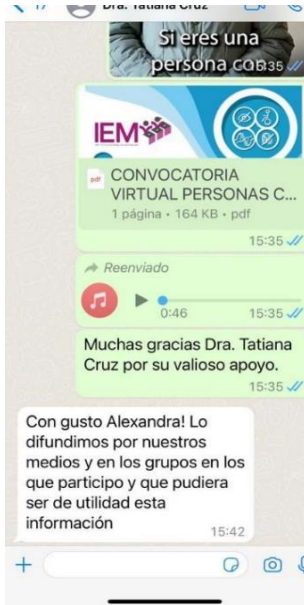 17
Dra. Tatiana Cruz
Si eres una
persona con
15:35
IEM
CONVOCATORIA
VIRTUAL PERSONAS C...
1 página • 164 KB • pdf
15:35
Reenviado
0:46
15:35
Muchas gracias Dra. Tatiana
Cruz por su valioso apoyo.
15:35
Con gusto Alexandra! Lo
difundimos por nuestros
medios y en los grupos en los
que participo y que pudiera
ser de utilidad esta
información
15:42